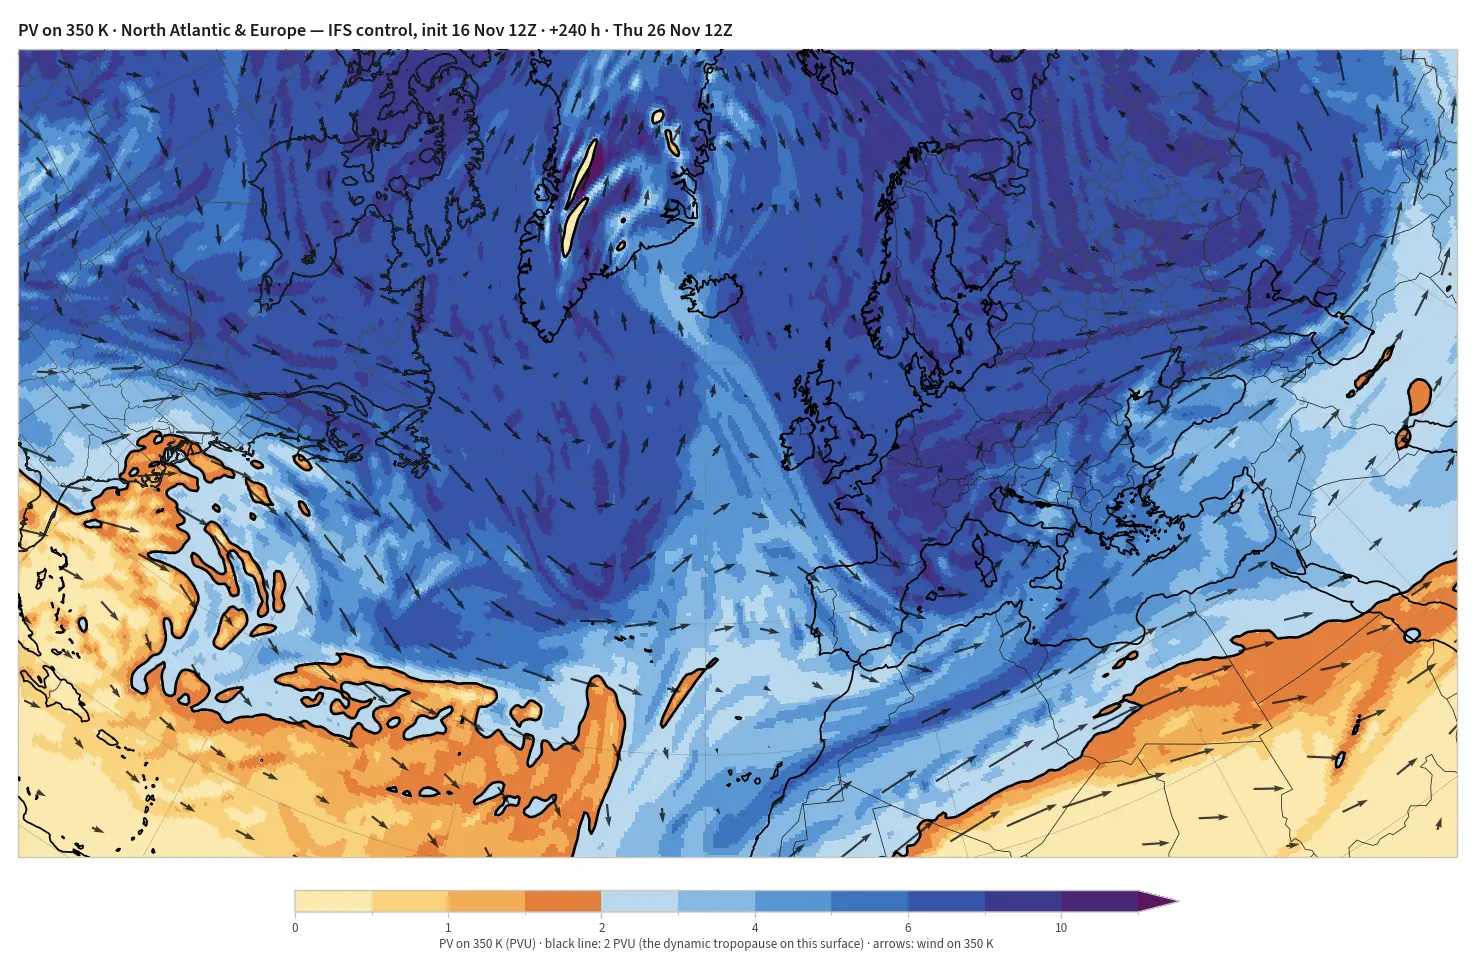 PV on 350 K · North Atlantic & Europe — IFS control, init 16 Nov 12Z · +240 h · Thu 26 Nov 12Z
0 1 2 4 6 10
PV on 350 K (PVU) · black line: 2 PVU (the dynamic tropopause on this surface) · arrows: wind on 350 K